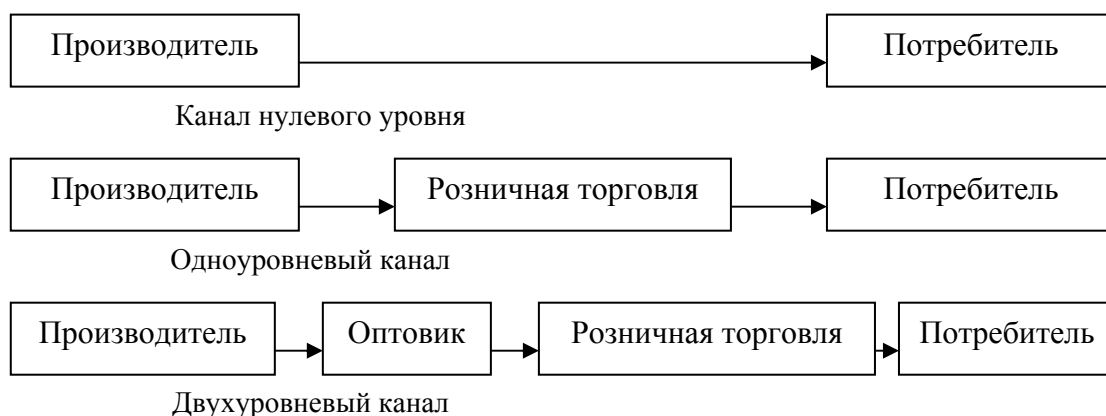 Производитель Потребитель
Канал нулевого уровня
Производитель Розничная торговля Потребитель
Одноуровневый канал
Производитель Оптовик Розничная торговля Потребитель
Двухуровневый канал